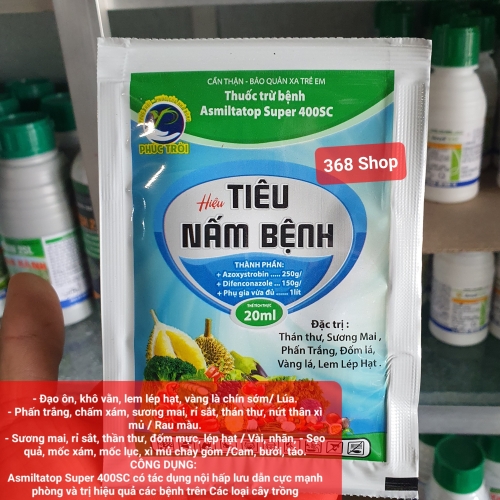 CẨN THẬN - BẢO QUẢN XA TRẺ EM
Thuốc trừ bệnh
Asmiltatop Super 400SC
PHÚC TRỜI
368 Shop
Hiệu TIÊU
NẤM BỆNH
THÀNH PHẦN:
+ Azoxystrobin ..... 250g/
+ Difenconazole ... 150g/
+ Phụ gia vừa đủ ...... 1lít
THỂ TÍCH THỰC
20ml
Đặc trị :
Thán thư, Sương Mai,
Phấn Trắng, Đốm lá,
Vàng lá, Lem Lép Hạt .
- Đạo ôn, khô vằn, lem lép hạt, vàng là chín sớm/ Lúa.
- Phấn trắng, chấm xám, sương mai, rỉ sắt, thán thư, nứt thân xì
mủ / Rau màu.
- Sương mai, rỉ sắt, thần thư, đốm mực, lép hạt / Vải, nhãn, – Sẹo
quả, mốc xám, mốc lục, xì mủ chảy gôm /Cam, bưởi, táo.
CÔNG DỤNG:
Asmiltatop Super 400SC có tác dụng nội hấp lưu dẫn cực mạnh
phòng và trị hiệu quả các bệnh trên Các loại cây trồng